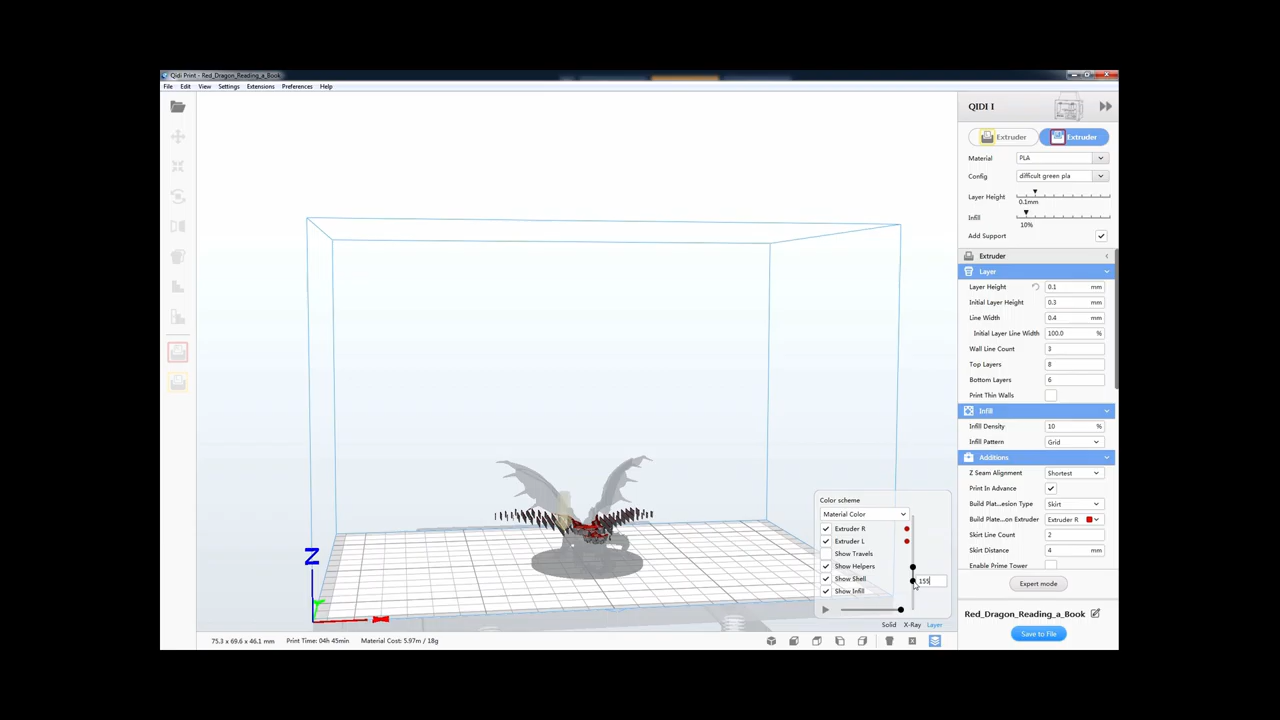 Qidi Print - Red_Dragon_Reading_a_Book
File Edit View Settings Extensions Preferences Help
QIDI I
Extruder Extruder
Material PLA
Config difficult green pla
Layer Height
0.1mm
Infill
10%
Add Support
Extruder
Layer
Layer Height 0.1 mm
Initial Layer Height 0.3 mm
Line Width 0.4 mm
Initial Layer Line Width 100.0 %
Wall Line Count 3
Top Layers 8
Bottom Layers 6
Print Thin Walls
Infill
Infill Density 10 %
Infill Pattern Grid
Additions
Z Seam Alignment Shortest
Print In Advance
Build Plat...esion Type Skirt
Build Plate...on Extruder Extruder R
Skirt Line Count 2
Skirt Distance 4 mm
Enable Prime Tower
Expert mode
Red_Dragon_Reading_a_Book
Save to File
Color scheme
Material Color
Extruder R
Extruder L
Show Travels
Show Helpers
Show Shell
155
Show Infill
Solid X-Ray Layer
Z
75.3 x 69.6 x 46.1 mm Print Time: 04h 45min Material Cost: 5.97m / 18g